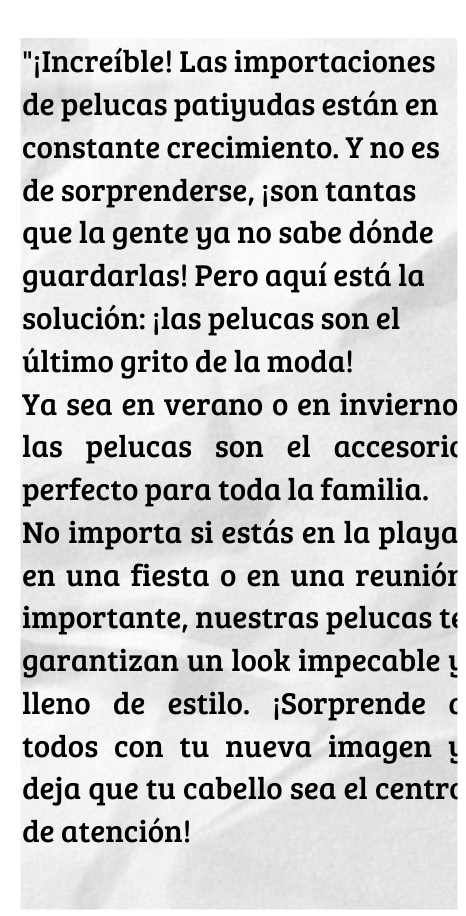 "¡Increíble! Las importaciones
de pelucas patiyudas están en
constante crecimiento. Y no es
de sorprenderse, ¡son tantas
que la gente ya no sabe dónde
guardarlas! Pero aquí está la
solución: ¡las pelucas son el
último grito de la moda!
Ya sea en verano o en invierno
las pelucas son el accesorio
perfecto para toda la familia.
No importa si estás en la playa
en una fiesta o en una reunión
importante, nuestras pelucas te
garantizan un look impecable y
lleno de estilo. ¡Sorprende a
todos con tu nueva imagen y
deja que tu cabello sea el centro
de atención!